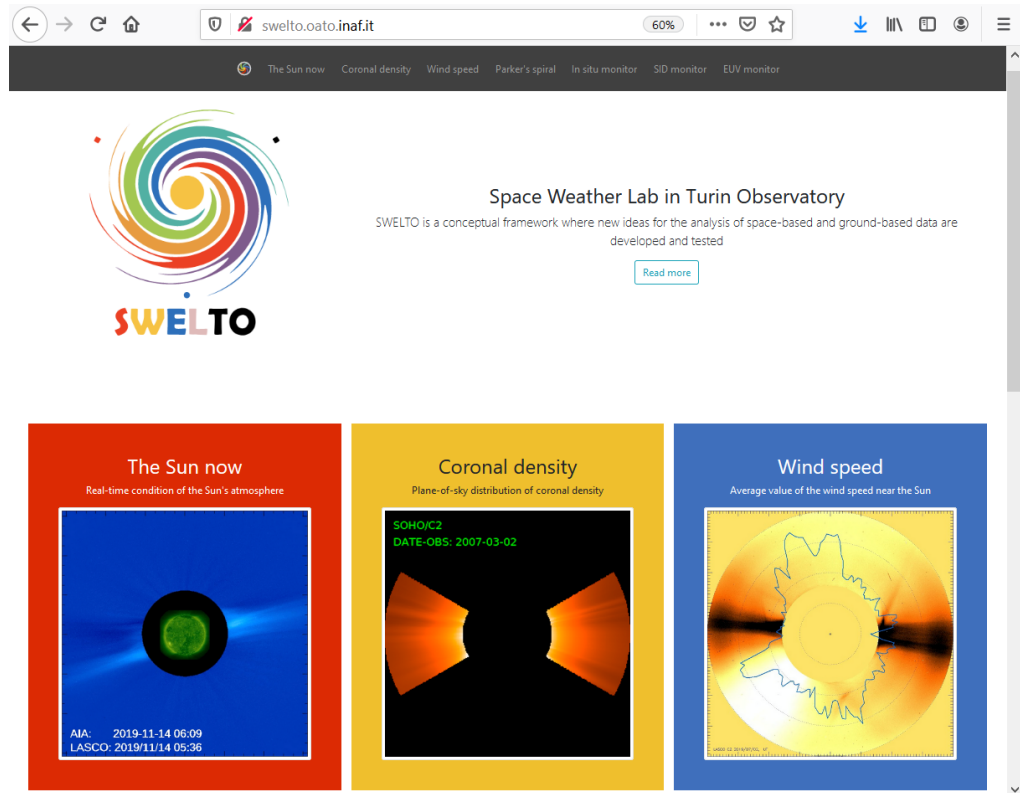 swelto.oato.inaf.it
60%
The Sun now Coronal density Wind speed Parker's spiral In situ monitor SID monitor EUV monitor
SWELTO
Space Weather Lab in Turin Observatory
SWELTO is a conceptual framework where new ideas for the analysis of space-based and ground-based data are
developed and tested
Read more
The Sun now
Real-time condition of the Sun's atmosphere
AIA: 2019-11-14 06:09
LASCO: 2019/11/14 05:36
Coronal density
Plane-of-sky distribution of coronal density
SOHO/C2
DATE-OBS: 2007-03-02
Wind speed
Average value of the wind speed near the Sun